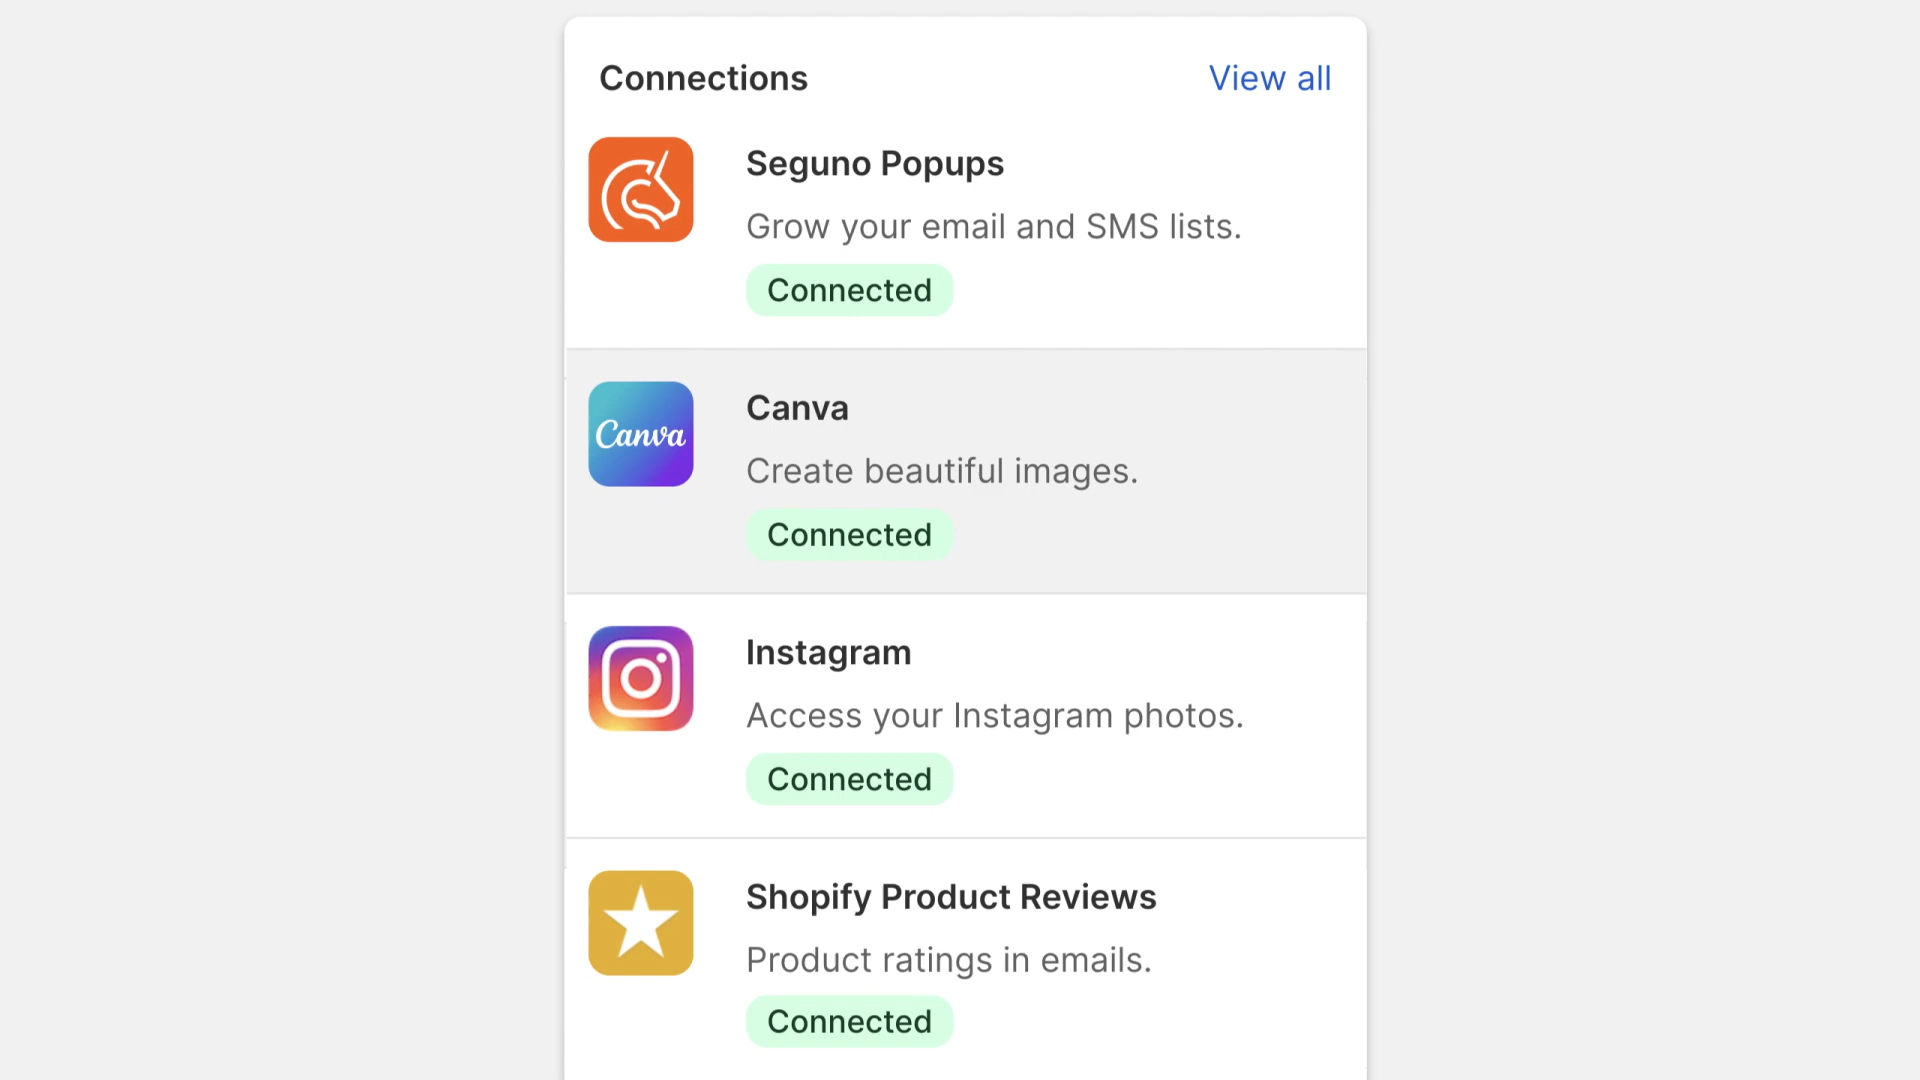 Connections
View all
Seguno Popups
Grow your email and SMS lists.
Connected
Canva
Canva
Create beautiful images.
Connected
Instagram
Access your Instagram photos.
Connected
Shopify Product Reviews
Product ratings in emails.
Connected